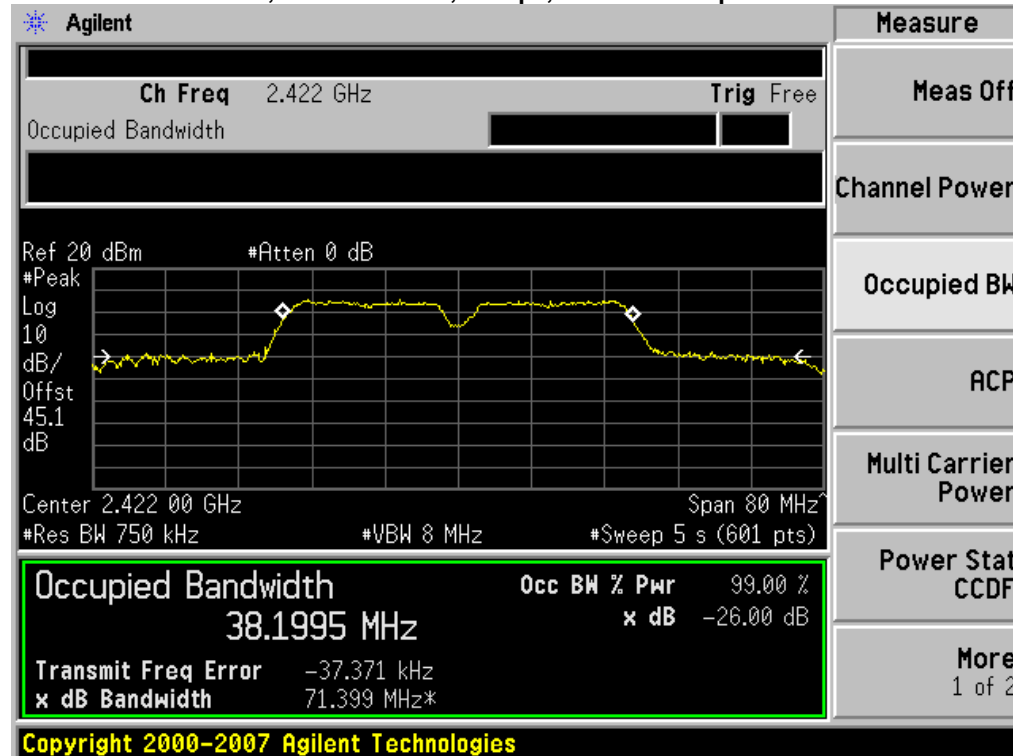 Agilent
Measure
Ch Freq 2.422 GHz Trig Free
Occupied Bandwidth
Meas Off
Channel Power
Occupied BW
ACP
Multi Carrier
Power
Power Stat
CCDF
More
1 of 2
Ref 20 dBm #Atten 0 dB
#Peak
Log
10
dB/
Offst
45.1
dB
Center 2.422 00 GHz Span 80 MHz^
#Res BW 750 kHz #VBW 8 MHz #Sweep 5 s (601 pts)
Occupied Bandwidth
38.1995 MHz
Occ BW % Pwr 99.00 %
x dB -26.00 dB
Transmit Freq Error -37.371 kHz
x dB Bandwidth 71.399 MHz*
Copyright 2000-2007 Agilent Technologies